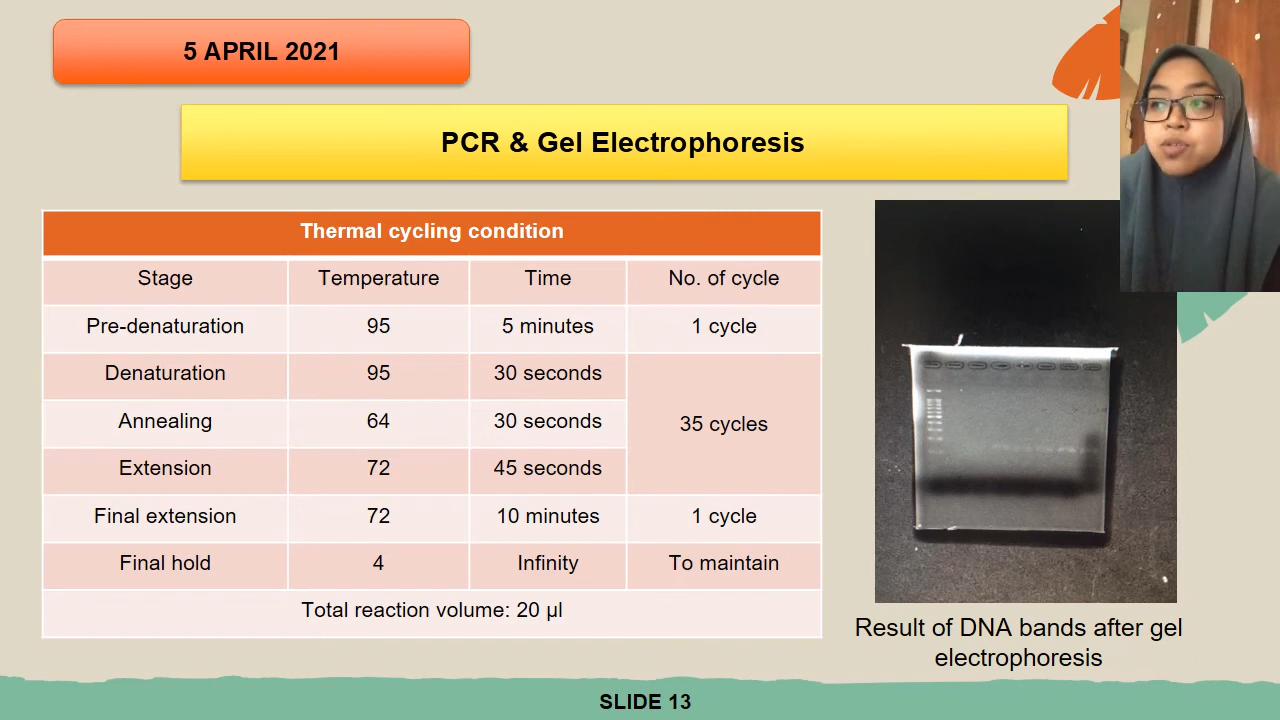 5 APRIL 2021
PCR & Gel Electrophoresis
Thermal cycling condition
Stage Temperature Time No. of cycle
Pre-denaturation 95 5 minutes 1 cycle
Denaturation 95 30 seconds
Annealing 64 30 seconds
35 cycles
Extension 72 45 seconds
Final extension 72 10 minutes 1 cycle
Final hold 4 Infinity To maintain
Total reaction volume: 20 µl
Result of DNA bands after gel
electrophoresis
SLIDE 13